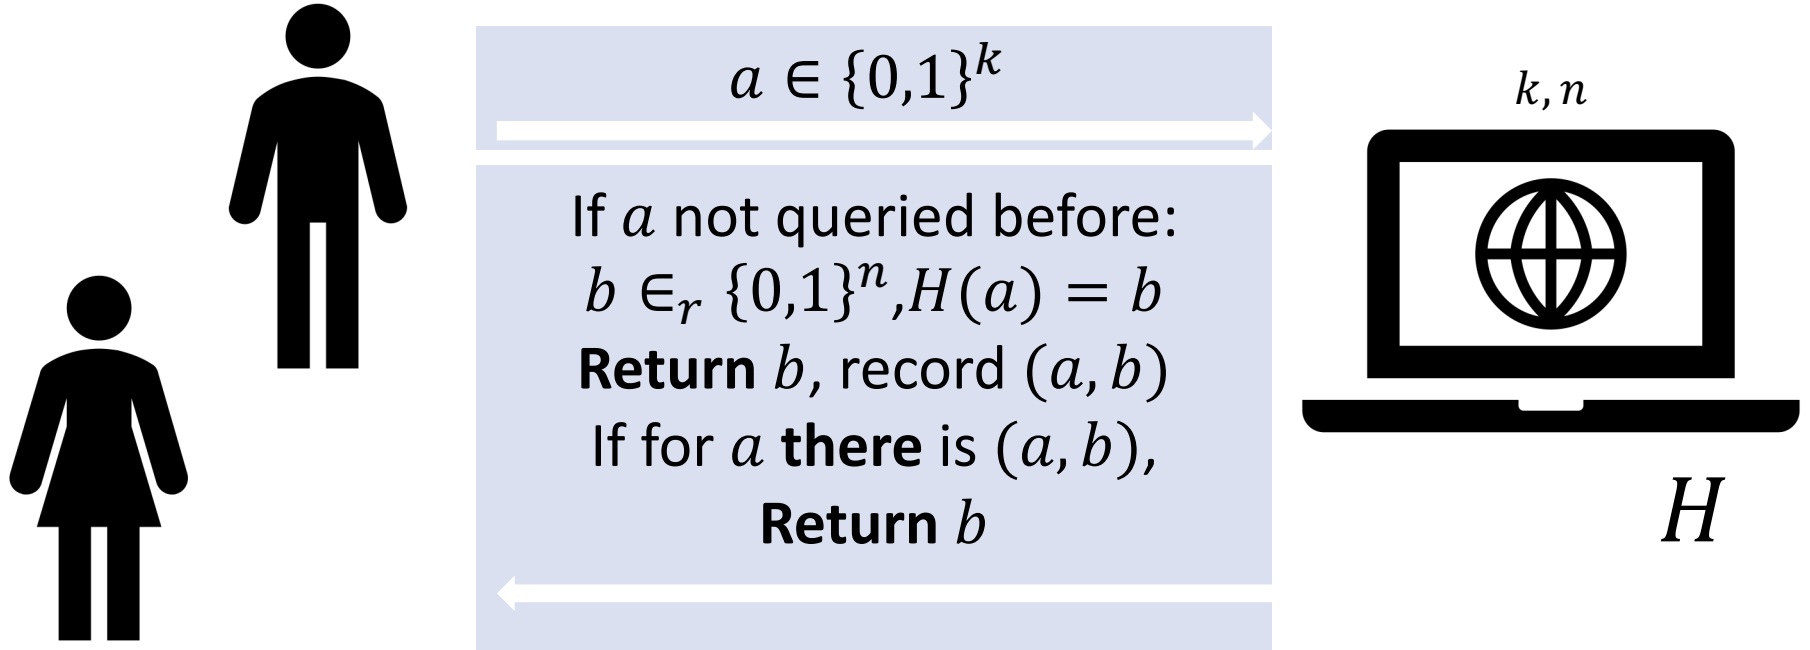 a ∈ {0,1}^k
k, n
If a not queried before:
b ∈_r {0,1}^n,H(a) = b
Return b, record (a, b)
If for a there is (a, b),
Return b
H